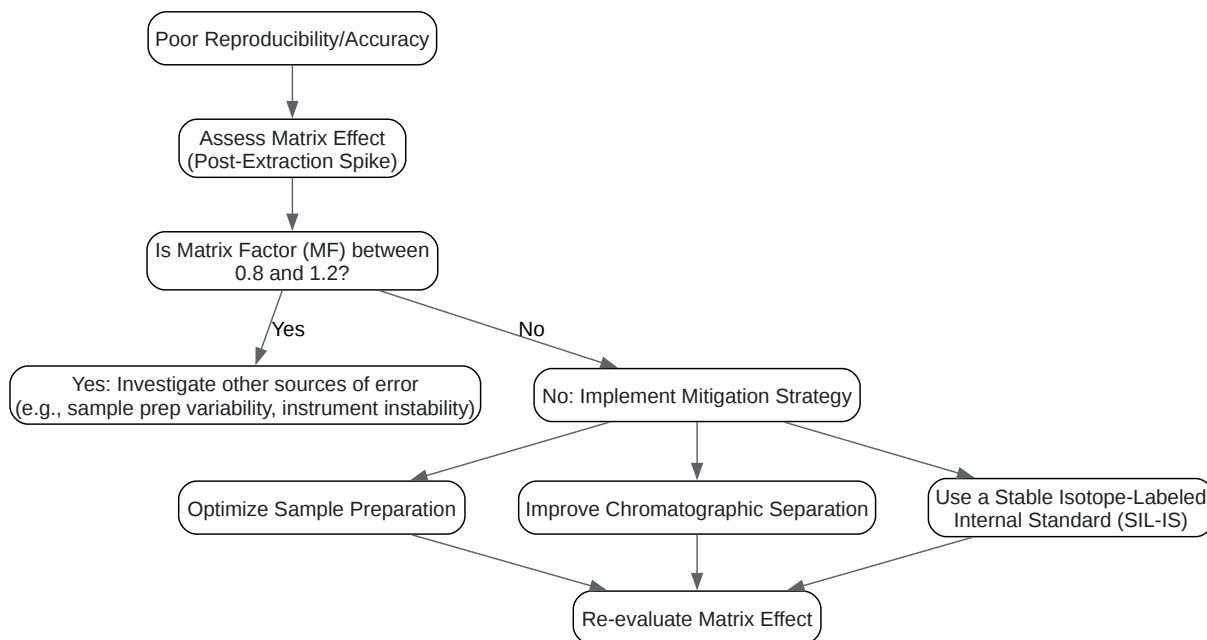 Poor Reproducibility/Accuracy
Assess Matrix Effect
(Post-Extraction Spike)
Is Matrix Factor (MF) between
0.8 and 1.2?
Yes
No
Yes: Investigate other sources of error
(e.g., sample prep variability, instrument instability)
No: Implement Mitigation Strategy
Optimize Sample Preparation
Improve Chromatographic Separation
Use a Stable Isotope-Labeled
Internal Standard (SIL-IS)
Re-evaluate Matrix Effect